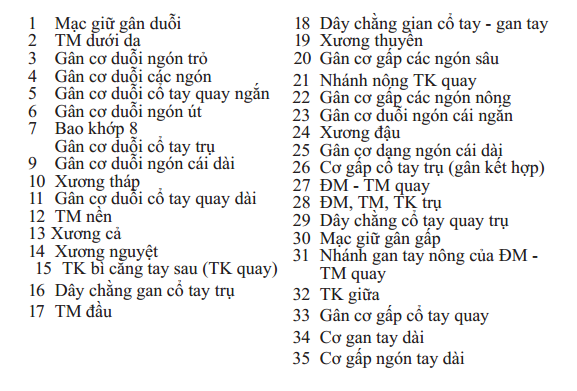 1 Mạc giữ gân duỗi
2 TM dưới da
3 Gân cơ duỗi ngón trỏ
4 Gân cơ duỗi các ngón
5 Gân cơ duỗi cổ tay quay ngắn
6 Gân cơ duỗi ngón út
7 Bao khớp 8
Gân cơ duỗi cổ tay trụ
9 Gân cơ duỗi ngón cái dài
10 Xương tháp
11 Gân cơ duỗi cổ tay quay dài
12 TM nền
13 Xương cả
14 Xương nguyệt
15 TK bì cẳng tay sau (TK quay)
16 Dây chằng gan cổ tay trụ
17 TM đầu
18 Dây chằng gian cổ tay - gan tay
19 Xương thuyền
20 Gân cơ gấp các ngón sâu
21 Nhánh nông TK quay
22 Gân cơ gấp các ngón nông
23 Gân cơ duỗi ngón cái ngắn
24 Xương đậu
25 Gân cơ dạng ngón cái dài
26 Cơ gấp cổ tay trụ (gân kết hợp)
27 ĐM - TM quay
28 ĐM, TM, TK trụ
29 Dây chằng cổ tay quay trụ
30 Mạc giữ gân gấp
31 Nhánh gan tay nông của ĐM -
TM quay
32 TK giữa
33 Gân cơ gấp cổ tay quay
34 Cơ gan tay dài
35 Cơ gấp ngón tay dài